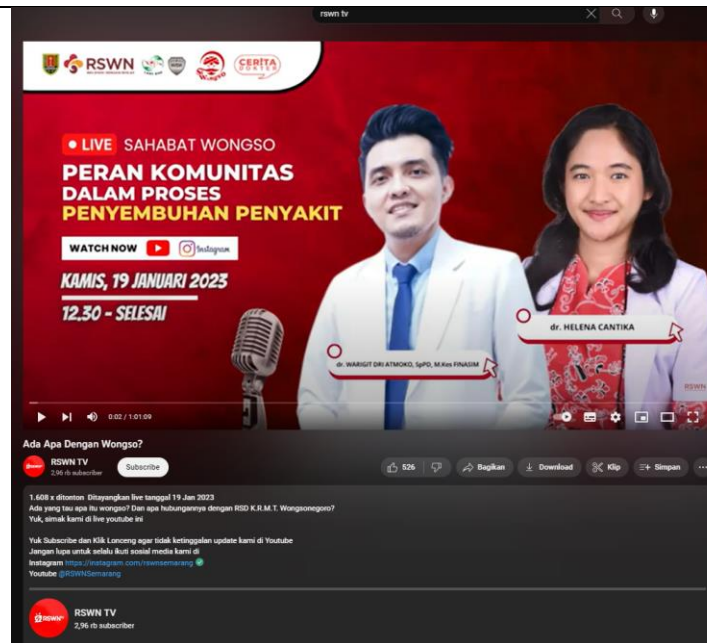 rswn tv
RSWN
CERITA
DOKTER
LIVE SAHABAT WONGSO
PERAN KOMUNITAS
DALAM PROSES
PENYEMBUHAN PENYAKIT
WATCH NOW Instagram
KAMIS, 19 JANUARI 2023
12.30 - SELESAI
dr. HELENA CANTIKA
dr. WARIGIT DRI ATMOKO, SpPD, M.Kes FINASIM
RSWN
0:02 / 1:01:09
Ada Apa Dengan Wongso?
RSWN TV
2,96 rb subscriber
Subscribe
526
Bagikan
Download
Klip
Simpan
1.608 x ditonton Ditayangkan live tanggal 19 Jan 2023
Ada yang tau apa itu wongso? Dan apa hubungannya dengan RSD K.R.M.T. Wongsonegoro?
Yuk, simak kami di live youtube ini
Yuk Subscribe dan Klik Lonceng agar tidak ketinggalan update kami di Youtube
Jangan lupa untuk selalu ikuti sosial media kami di
Instagram https://instagram.com/rswnsemarang
Youtube @RSWNSemarang
RSWN TV
2,96 rb subscriber